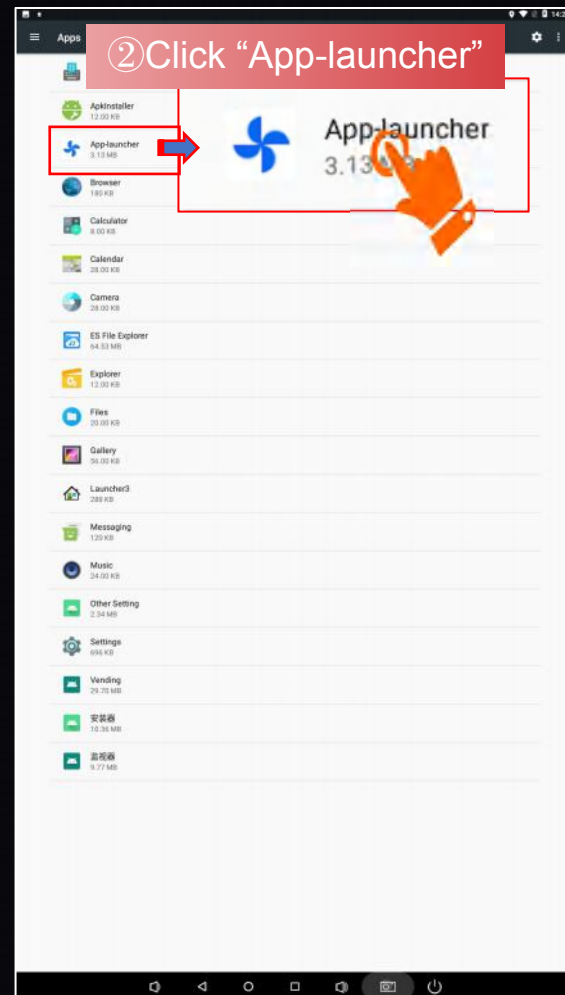 14:2
Apps
②Click “App-launcher”
ApkInstaller
12.00 KB
App-launcher
3.13 MB
App-launcher
3.13
Browser
180 KB
Calculator
8.00 KB
Calendar
28.00 KB
Camera
28.00 KB
ES File Explorer
64.53 MB
Explorer
12.00 KB
Files
20.00 KB
Gallery
56.00 KB
Launcher3
288 KB
Messaging
120 KB
Music
24.00 KB
Other Setting
2.34 MB
Settings
696 KB
Vending
29.70 MB
安装器
10.36 MB
监视器
9.77 MB